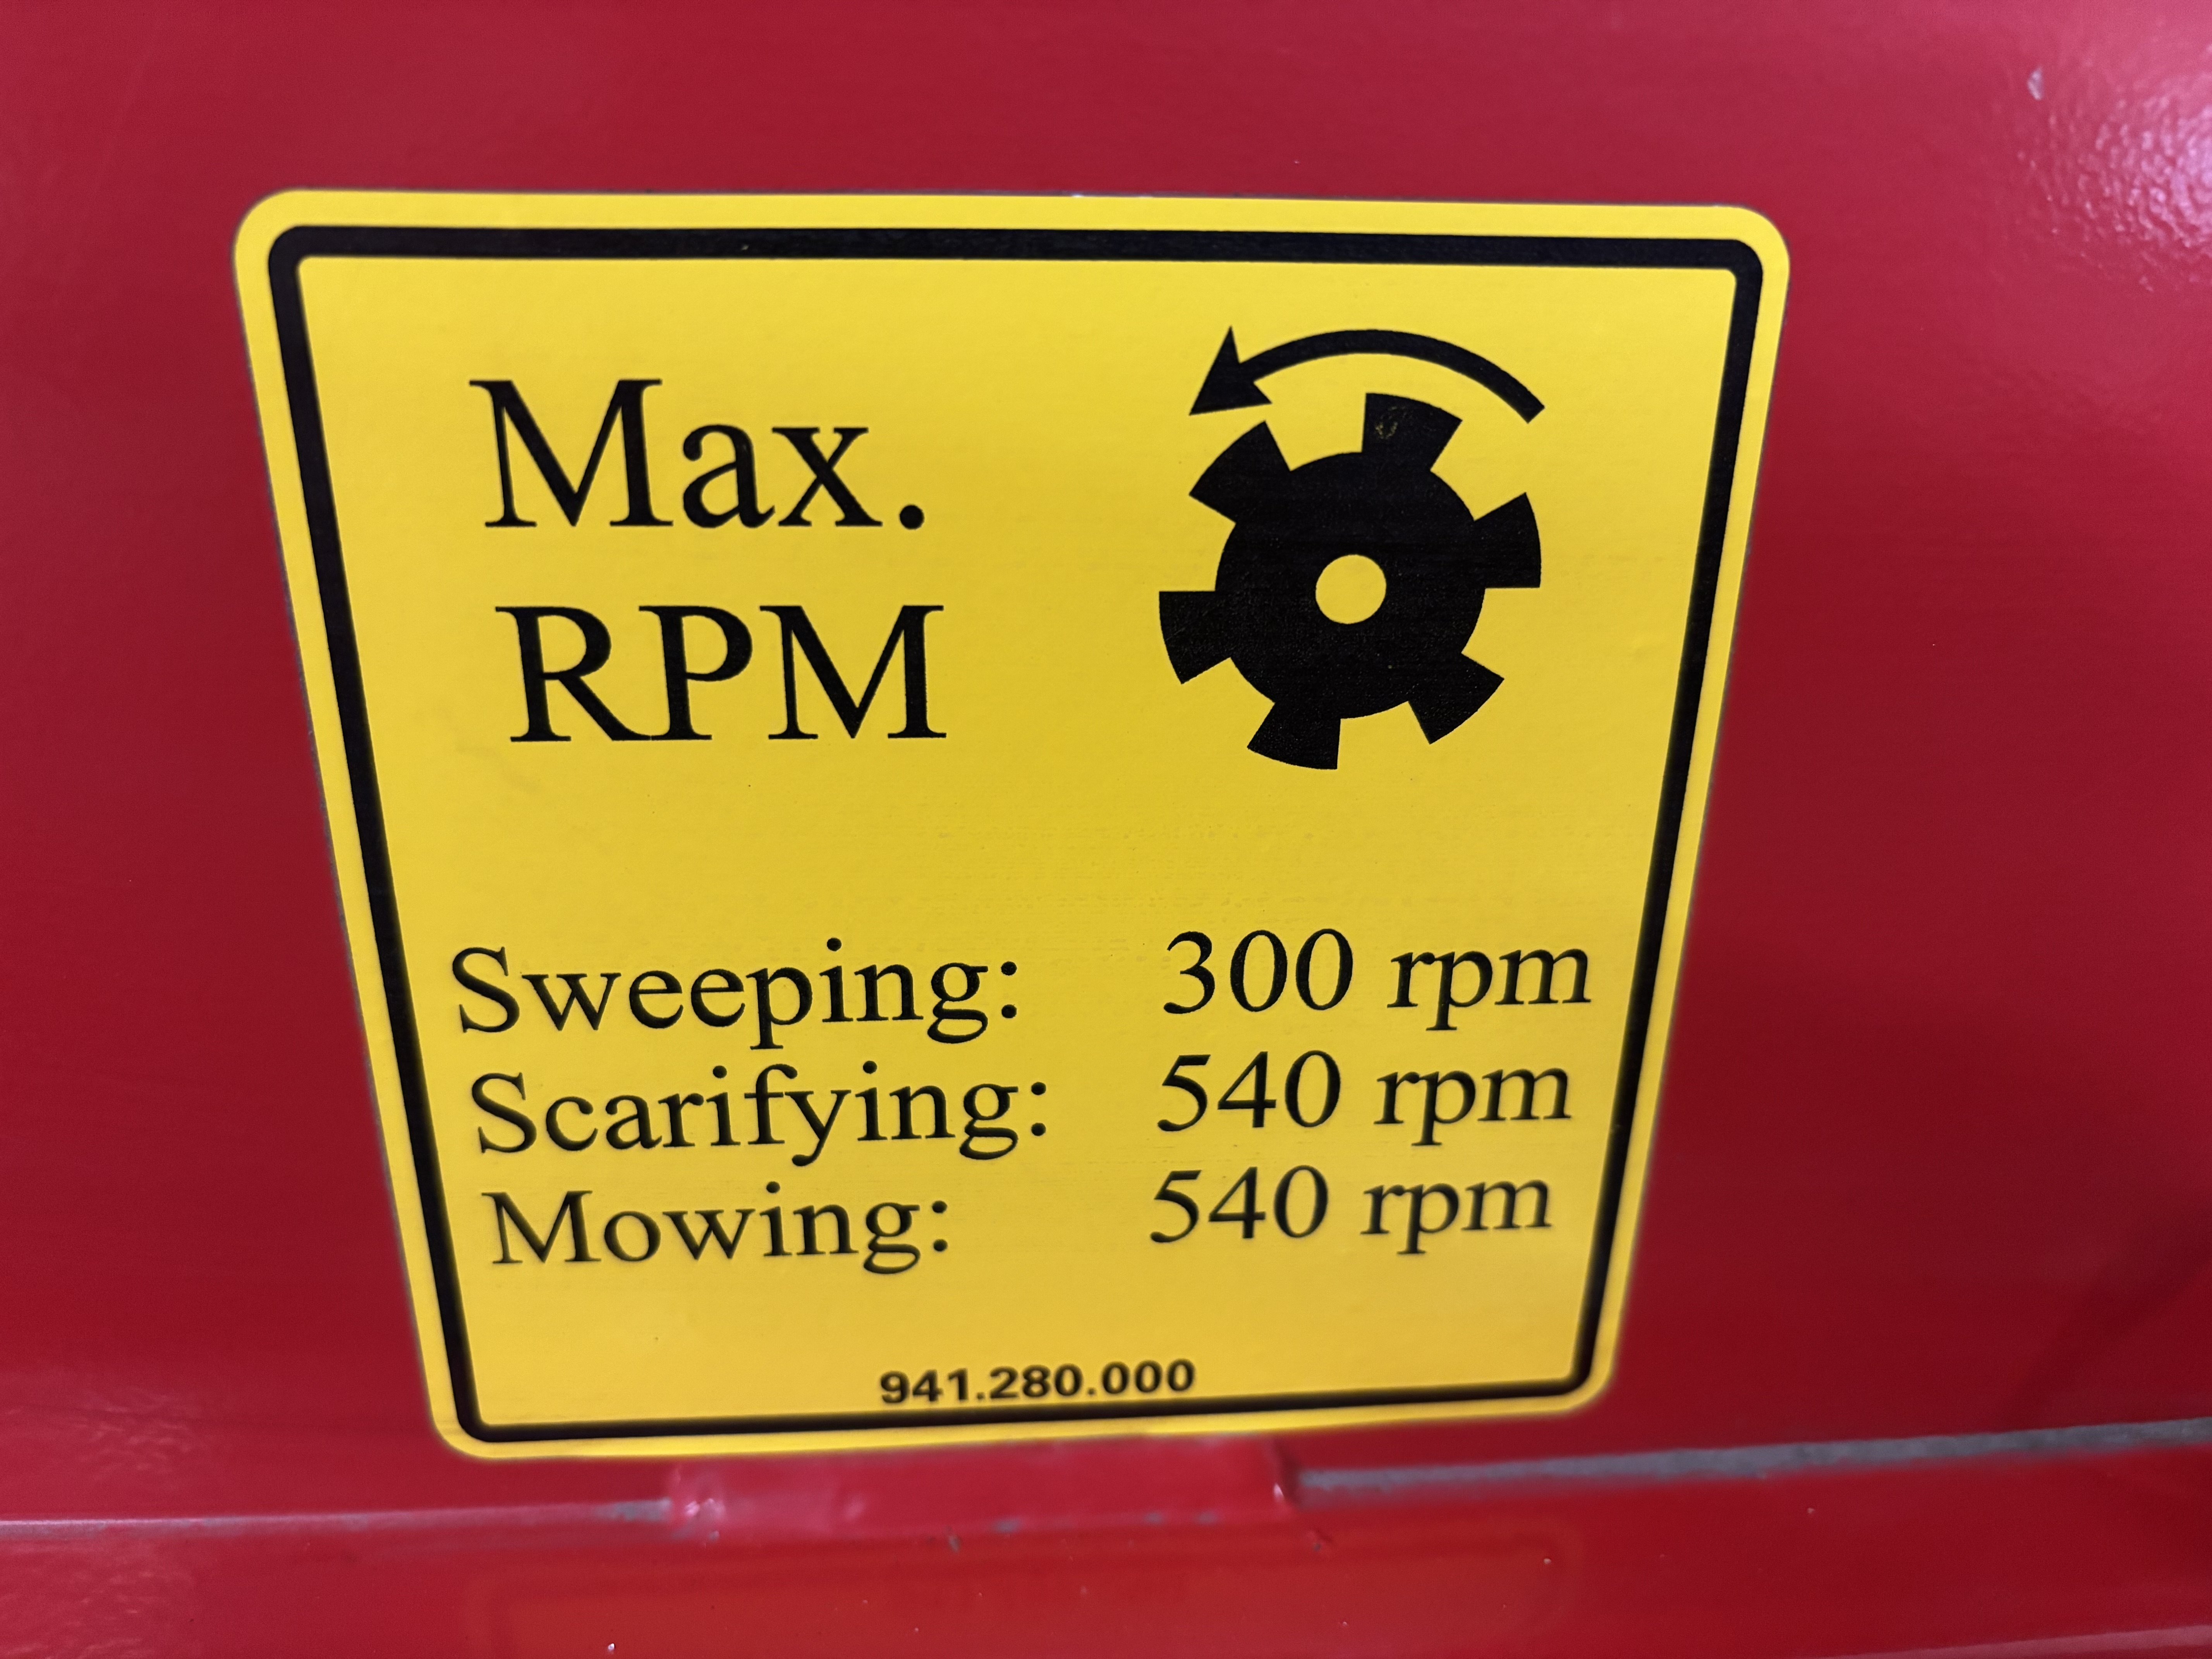 Max.
RPM
Sweeping: 300 rpm
Scarifying: 540 rpm
Mowing: 540 rpm
941.280.000